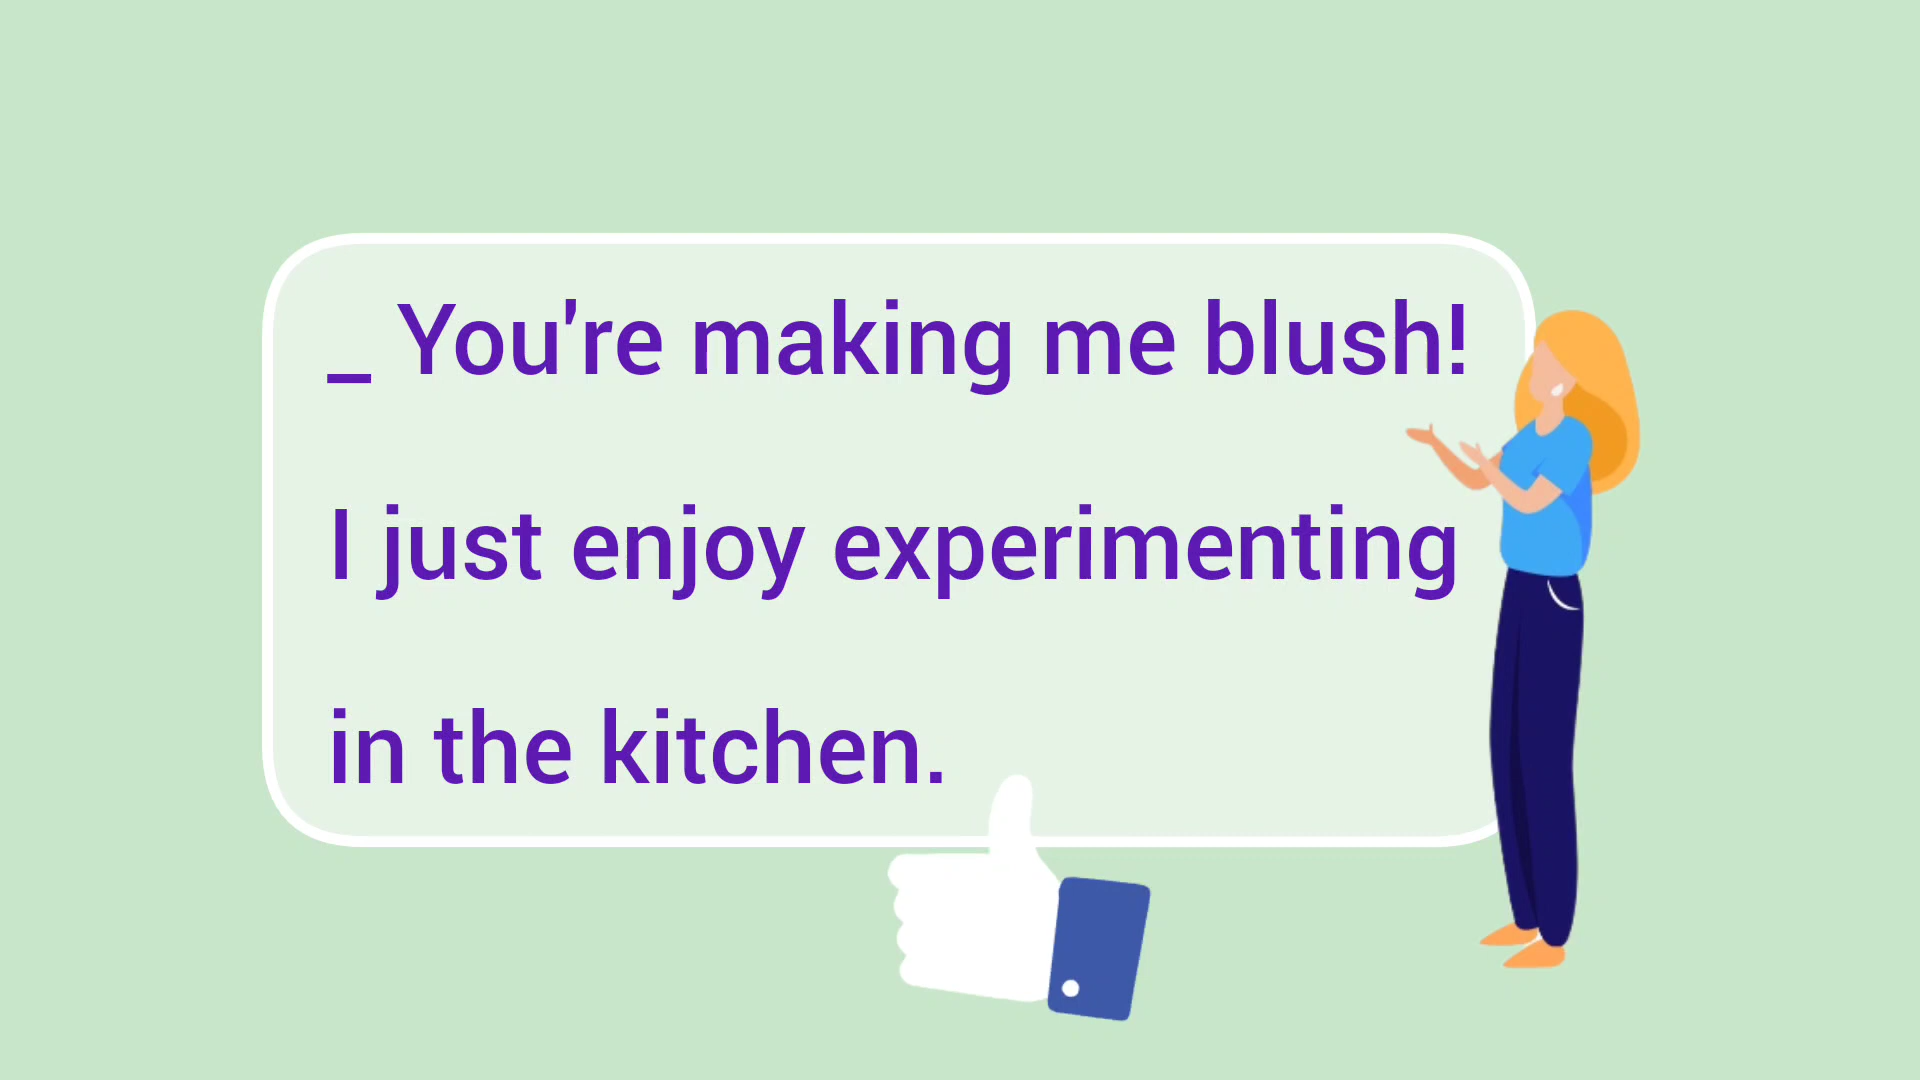 _ You're making me blush!
I just enjoy experimenting
in the kitchen.